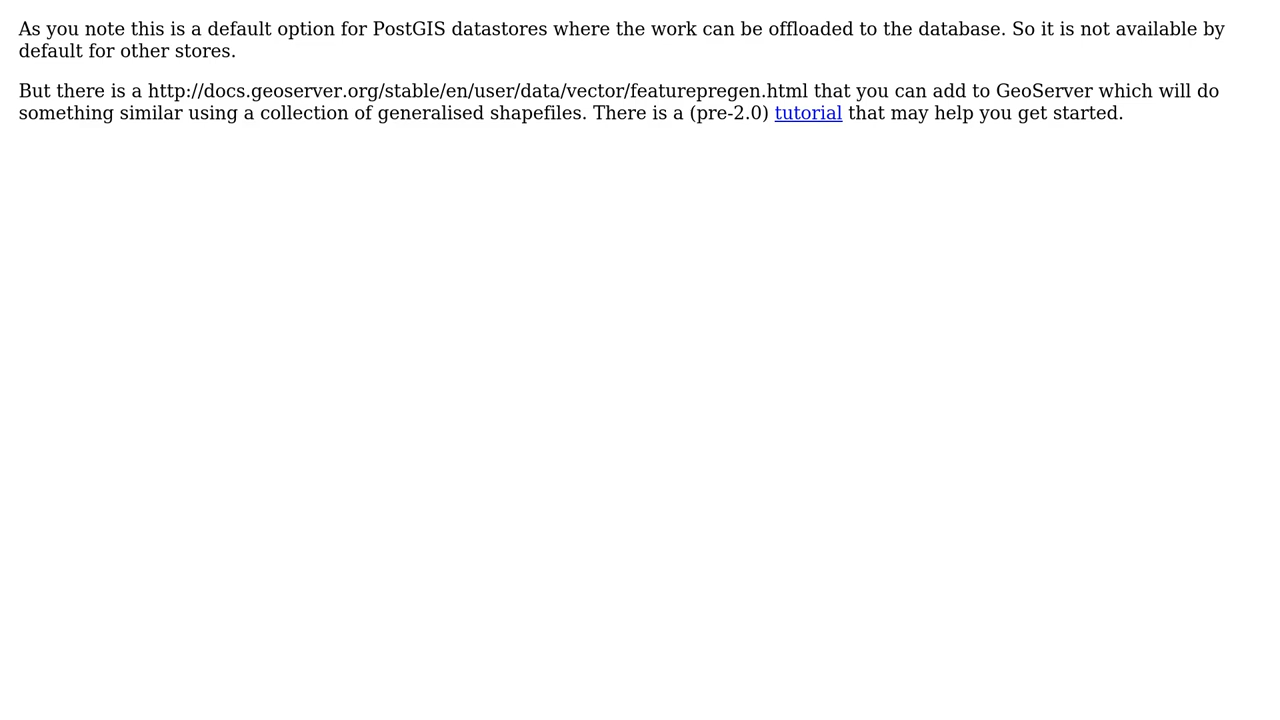 As you note this is a default option for PostGIS datastores where the work can be offloaded to the database. So it is not available by
default for other stores.
But there is a http://docs.geoserver.org/stable/en/user/data/vector/featurepregen.html that you can add to GeoServer which will do
something similar using a collection of generalised shapefiles. There is a (pre-2.0) tutorial that may help you get started.